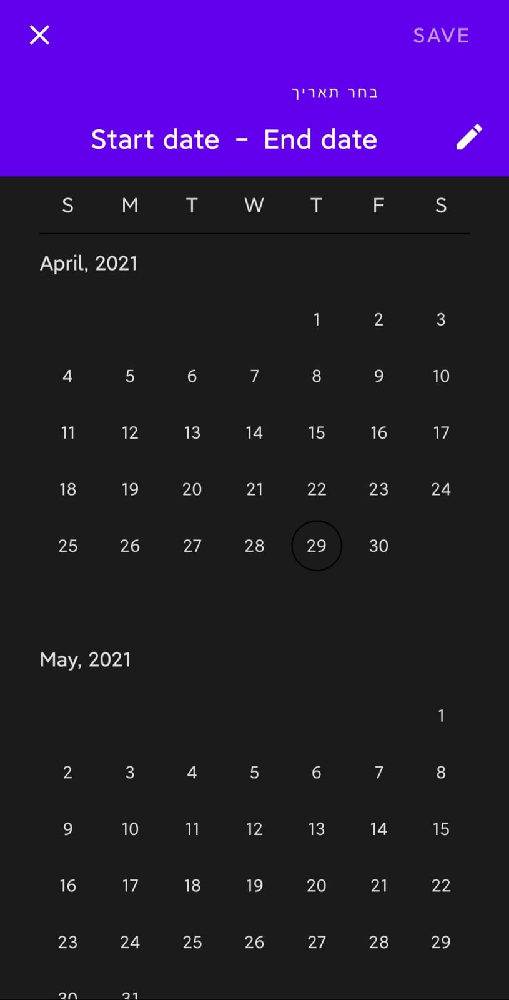 SAVE
בחר תאריך
Start date - End date
S M T W T F S
April, 2021
1 2 3
4 5 6 7 8 9 10
11 12 13 14 15 16 17
18 19 20 21 22 23 24
25 26 27 28 29 30
May, 2021
1
2 3 4 5 6 7 8
9 10 11 12 13 14 15
16 17 18 19 20 21 22
23 24 25 26 27 28 29
30 31